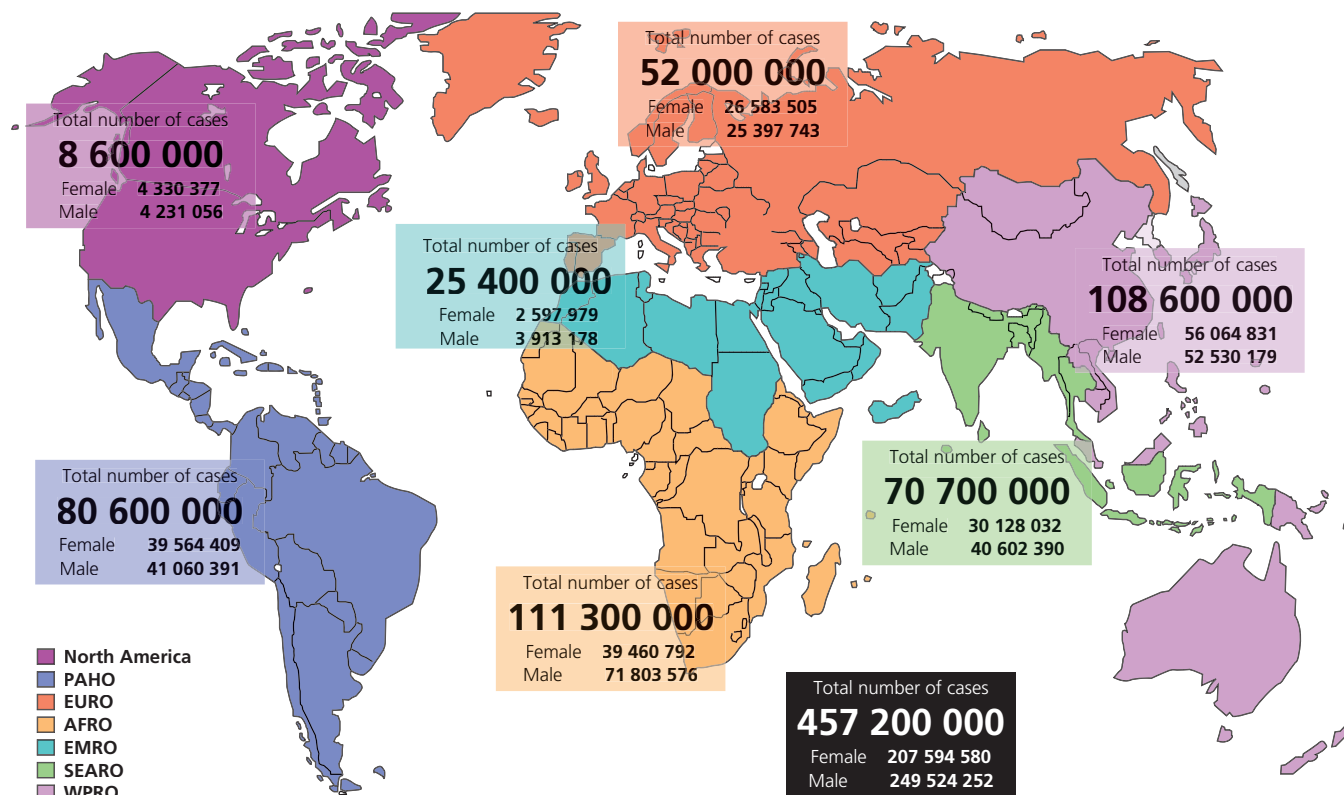 Total number of cases
52 000 000
Female 26 583 505
Male 25 397 743
Total number of cases
8 600 000
Female 4 330 377
Male 4 231 056
Total number of cases
25 400 000
Female 2 597 979
Male 3 913 178
Total number of cases
108 600 000
Female 56 064 831
Male 52 530 179
Total number of cases
80 600 000
Female 39 564 409
Male 41 060 391
Total number of cases
70 700 000
Female 30 128 032
Male 40 602 390
Total number of cases
111 300 000
Female 39 460 792
Male 71 803 576
Total number of cases
457 200 000
Female 207 594 580
Male 249 524 252
North America
PAHO
EURO
AFRO
EMRO
SEARO
WPRO